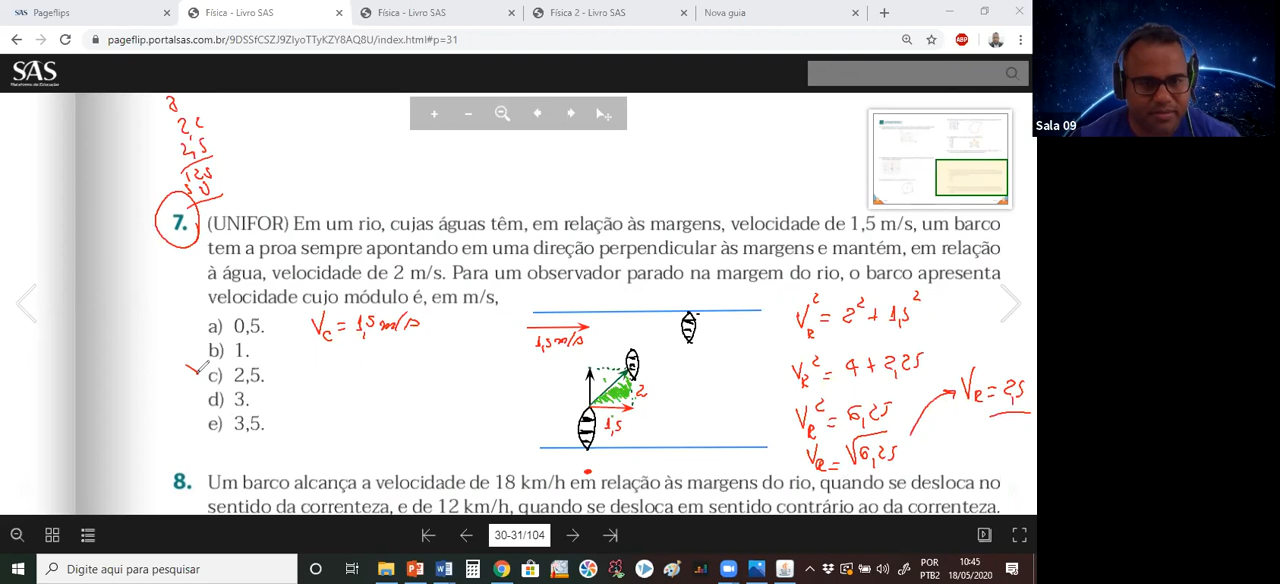 Pageflips
Física - Livro SAS
Física - Livro SAS
Física 2 - Livro SAS
Nova guia
pageflip.portalsas.com.br/9DSSfCSZJ9ZIyoTTyKZY8AQ8U/index.html#p=31
SAS
Plataforma de Educação
Sala 09
2,5
125
7. (UNIFOR) Em um rio, cujas águas têm, em relação às margens, velocidade de 1,5 m/s, um barco
tem a proa sempre apontando em uma direção perpendicular às margens e mantém, em relação
à água, velocidade de 2 m/s. Para um observador parado na margem do rio, o barco apresenta
velocidade cujo módulo é, em m/s,
a) 0,5.
b) 1.
c) 2,5.
d) 3.
e) 3,5.
Vc = 1,5 m/s
1,5 m/s
2
1,5
VR² = 2² + 1,5²
VR² = 4 + 2,25
VR² = 6,25
VR = √6,25
VR = 2,5
8. Um barco alcança a velocidade de 18 km/h em relação às margens do rio, quando se desloca no
sentido da correnteza, e de 12 km/h, quando se desloca em sentido contrário ao da correnteza.
30-31/104
Digite aqui para pesquisar
POR
PTB2
10:45
18/05/2020